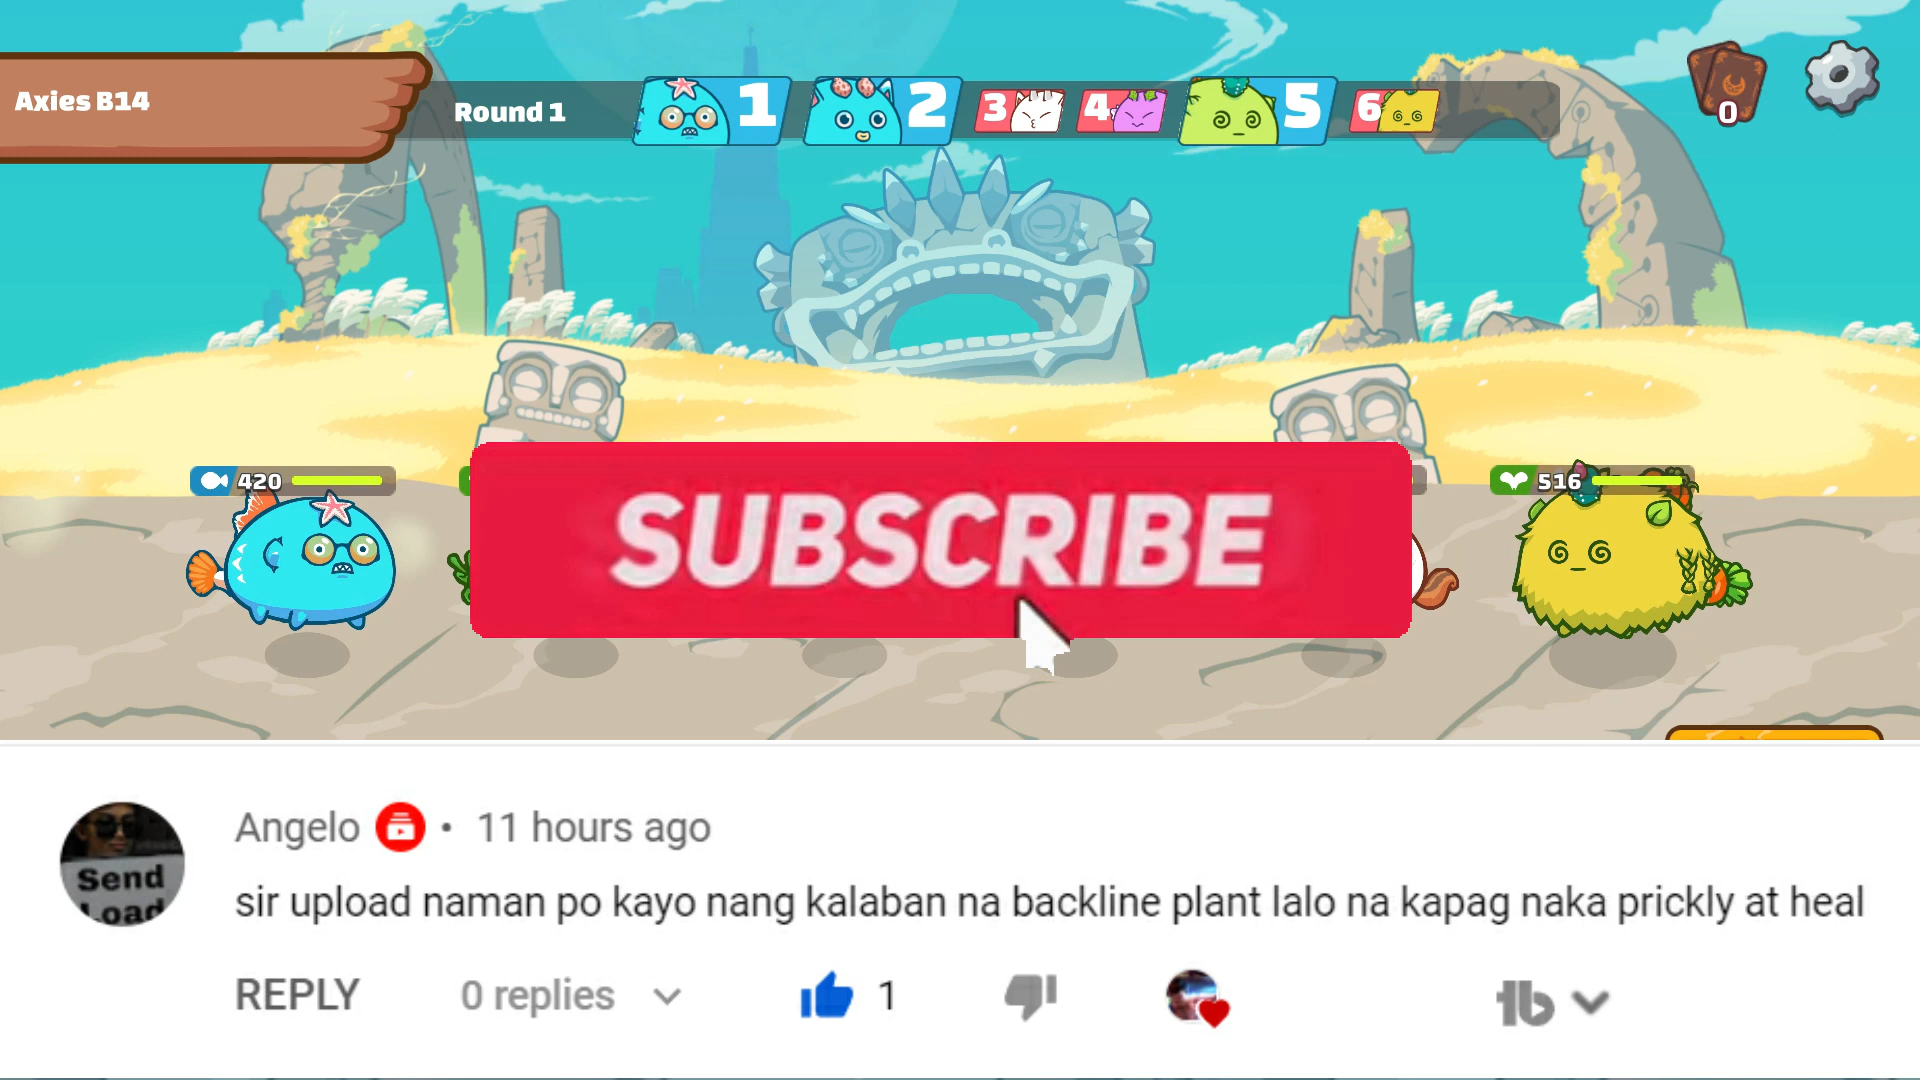 Axies B14
Round 1
1
2
3
4
5
6
0
420
516
SUBSCRIBE
Send
Load
Angelo • 11 hours ago
sir upload naman po kayo nang kalaban na backline plant lalo na kapag naka prickly at heal
REPLY 0 replies 1
tb